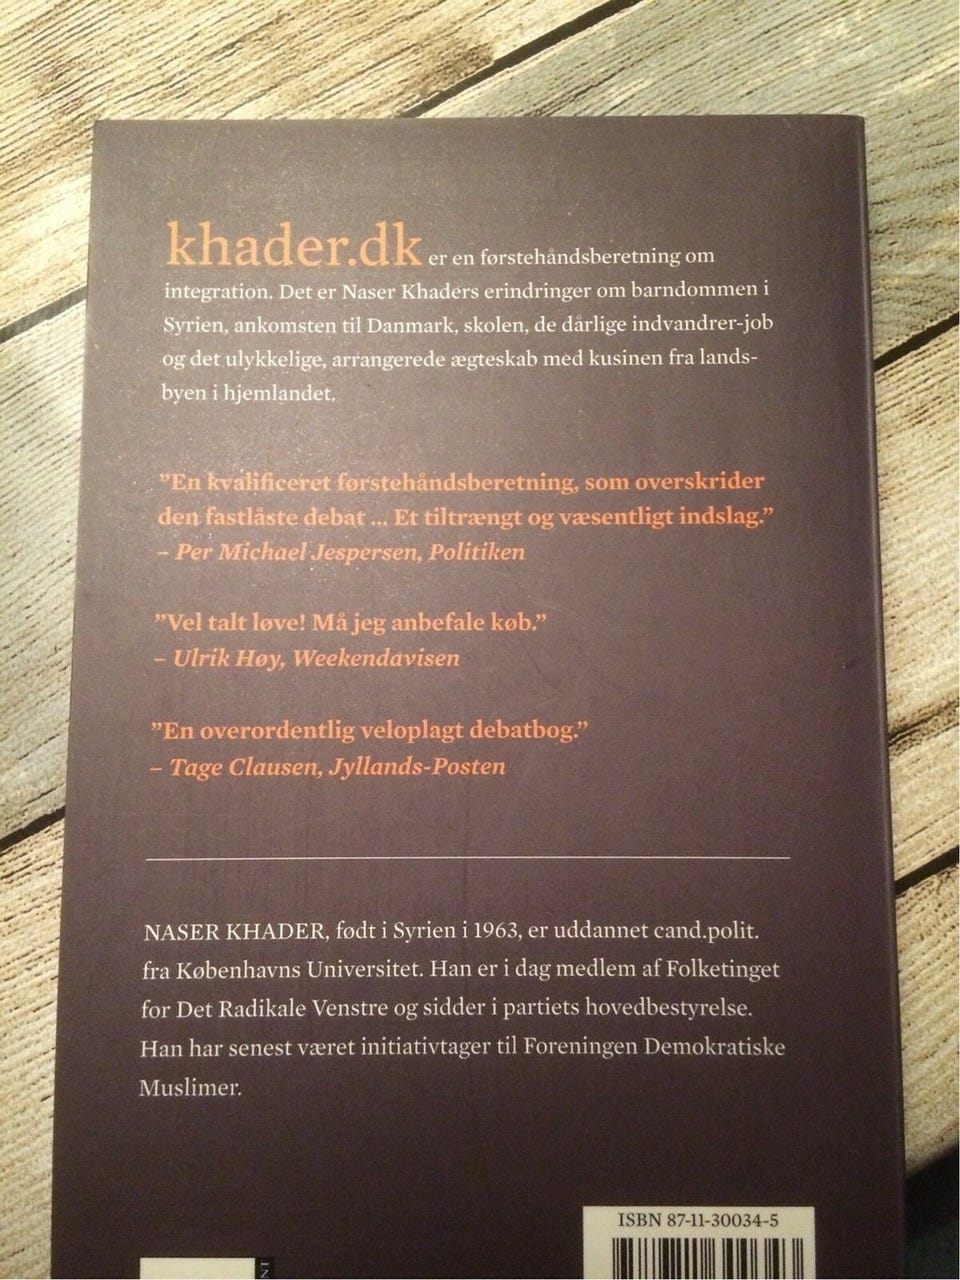 khader.dk er en førstehåndsberetning om
integration. Det er Naser Khaders erindringer om barndommen i
Syrien, ankomsten til Danmark, skolen, de dårlige indvandrer-job
og det ulykkelige, arrangerede ægteskab med kusinen fra lands-
byen i hjemlandet.
”En kvalificeret førstehåndsberetning, som overskrider
den fastlåste debat ... Et tiltrængt og væsentligt indslag.”
– Per Michael Jespersen, Politiken
”Vel talt løve! Må jeg anbefale køb.”
– Ulrik Høy, Weekendavisen
”En overordentlig veloplagt debatbog.”
– Tage Clausen, Jyllands-Posten
NASER KHADER, født i Syrien i 1963, er uddannet cand.polit.
fra Københavns Universitet. Han er i dag medlem af Folketinget
for Det Radikale Venstre og sidder i partiets hovedbestyrelse.
Han har senest været initiativtager til Foreningen Demokratiske
Muslimer.
ISBN 87-11-30034-5